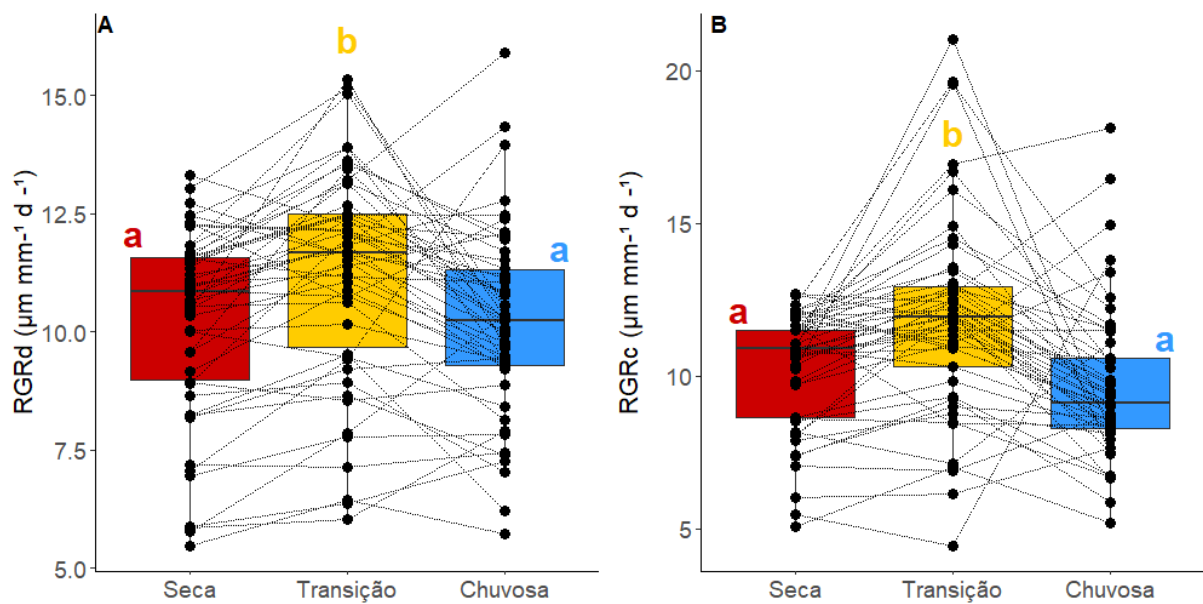 A
b
a
a
15.0
12.5
10.0
7.5
5.0
RGRd (µm mm-¹ d -¹)
Seca Transição Chuvosa
B
b
a
a
20
15
10
5
RGRc (µm mm-¹ d -¹)
Seca Transição Chuvosa